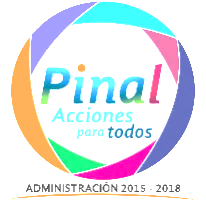 Pinal
Acciones
para todos
ADMINISTRACIÓN 2015 - 2018